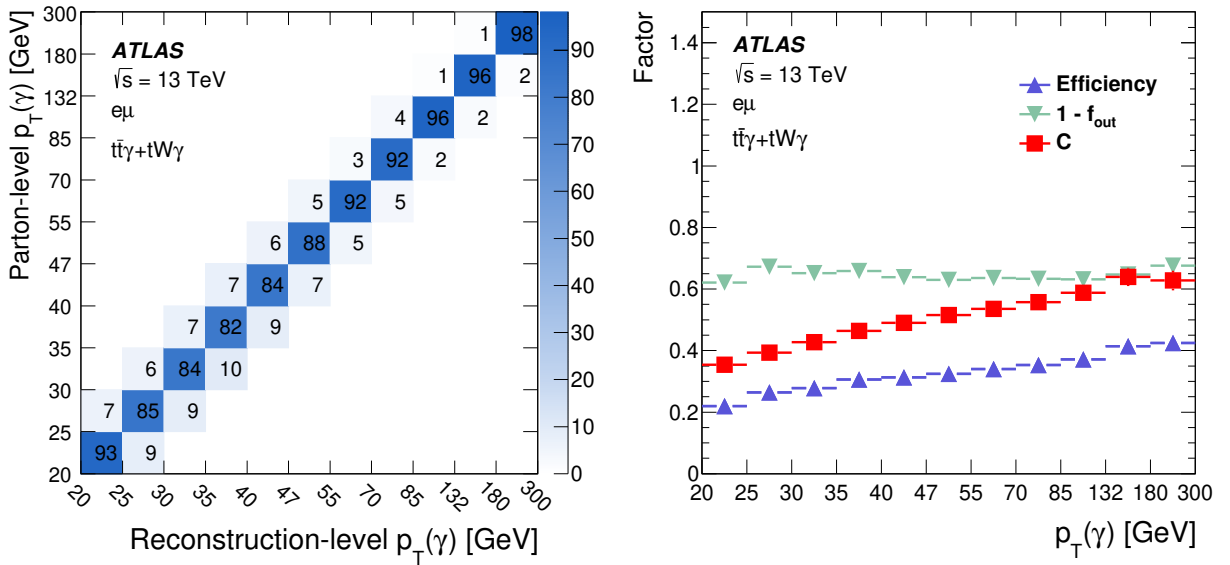 Parton-level p_T(γ) [GeV]
300
180
132
85
70
55
47
40
35
30
25
20
ATLAS
√s = 13 TeV
eμ
tt̄γ+tWγ
1 98
1 96 2
4 96 2
3 92 2
5 92 5
6 88 5
7 84 7
7 82 9
6 84 10
7 85 9
93 9
20 25 30 35 40 47 55 70 85 132 180 300
Reconstruction-level p_T(γ) [GeV]
90
80
70
60
50
40
30
20
10
0
Factor
1.4
1.2
1
0.8
0.6
0.4
0.2
0
ATLAS
√s = 13 TeV
eμ
tt̄γ+tWγ
Efficiency
1 - f_out
C
20 25 30 35 40 47 55 70 85 132 180 300
p_T(γ) [GeV]